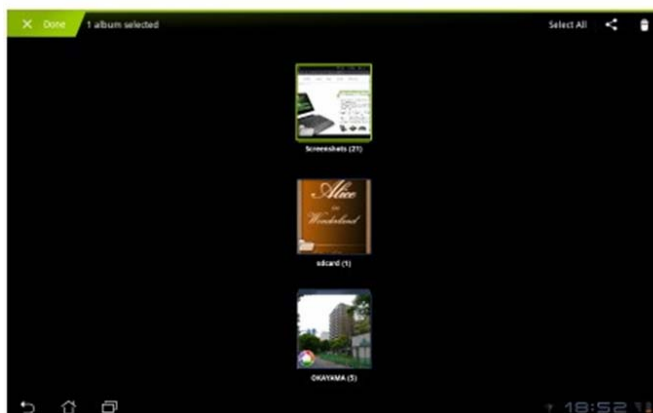 Done
1 album selected
Select All
Screenshots (21)
Alice
in
Wonderland
sdcard (1)
OKAYAMA (5)
18:52